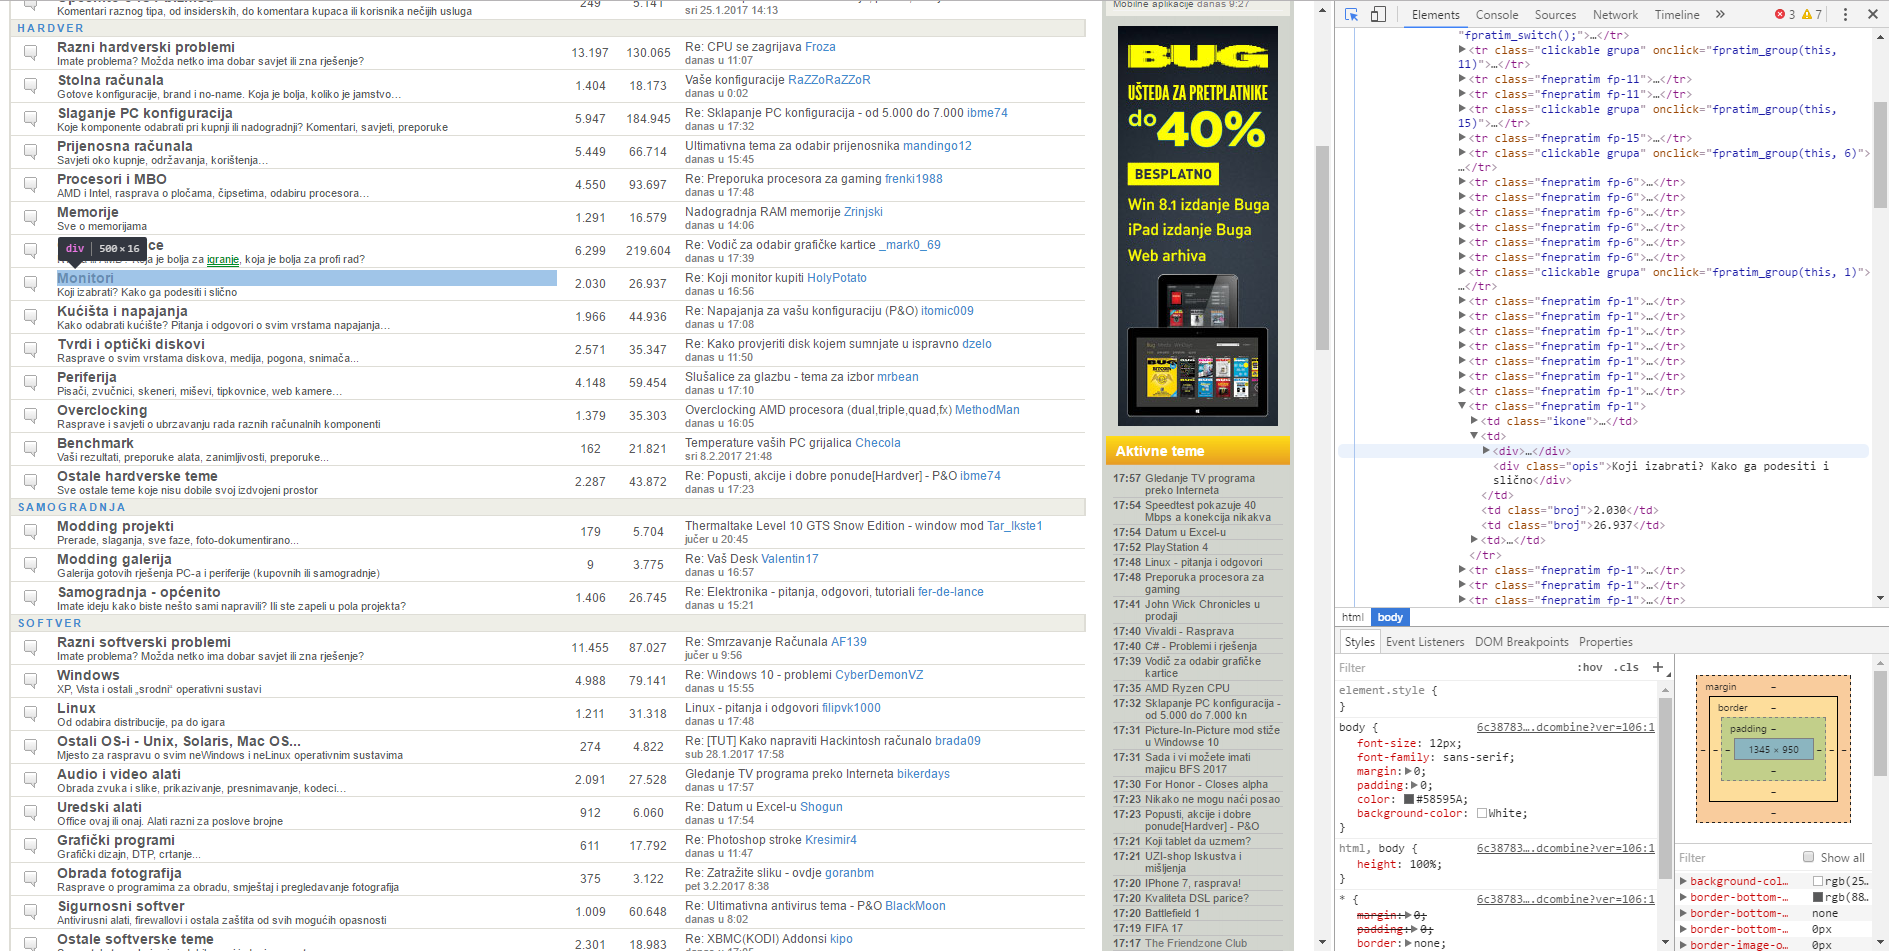 249 5.141
Komentari raznog tipa, od insiderskih, do komentara kupaca ili korisnika nečijih usluga
sri 25.1.2017 14:13
HARDVER
Razni hardverski problemi
Imate problema? Možda netko ima dobar savjet ili zna rješenje?
13.197 130.065
Re: CPU se zagrijava Froza
danas u 11:07
Stolna računala
Gotove konfiguracije, brand i no-name. Koja je bolja, koliko je jamstvo...
1.404 18.173
Vaše konfiguracije RaZZoRaZZoR
danas u 0:02
Slaganje PC konfiguracija
Koje komponente odabrati pri kupnji ili nadogradnji? Komentari, savjeti, preporuke
5.947 184.945
Re: Sklapanje PC konfiguracija - od 5.000 do 7.000 ibme74
danas u 17:32
Prijenosna računala
Savjeti oko kupnje, održavanja, korištenja...
5.449 66.714
Ultimativna tema za odabir prijenosnika mandingo12
danas u 15:45
Procesori i MBO
AMD i Intel, rasprava o pločama, čipsetima, odabiru procesora...
4.550 93.697
Re: Preporuka procesora za gaming frenki1988
danas u 17:48
Memorije
Sve o memorijama
1.291 16.579
Nadogradnja RAM memorije Zrinjski
danas u 14:06
div 500 × 16
ce
koja je bolja za igranje, koja je bolja za profi rad?
6.299 219.604
Re: Vodič za odabir grafičke kartice _mark0_69
danas u 17:39
Monitori
Koji izabrati? Kako ga podesiti i slično
2.030 26.937
Re: Koji monitor kupiti HolyPotato
danas u 16:56
Kućišta i napajanja
Kako odabrati kućište? Pitanja i odgovori o svim vrstama napajanja...
1.966 44.936
Re: Napajanja za vašu konfiguraciju (P&O) itomic009
danas u 17:08
Tvrdi i optički diskovi
Rasprave o svim vrstama diskova, medija, pogona, snimača...
2.571 35.347
Re: Kako provjeriti disk kojem sumnjate u ispravno dzelo
danas u 11:50
Periferija
Pisači, zvučnici, skeneri, miševi, tipkovnice, web kamere...
4.148 59.454
Slušalice za glazbu - tema za izbor mrbean
danas u 17:10
Overclocking
Rasprave i savjeti o ubrzavanju rada raznih računalnih komponenti
1.379 35.303
Overclocking AMD procesora (dual,triple,quad,fx) MethodMan
danas u 16:05
Benchmark
Vaši rezultati, preporuke alata, zanimljivosti, preporuke...
162 21.821
Temperature vaših PC grijalica Checola
sri 8.2.2017 21:48
Ostale hardverske teme
Sve ostale teme koje nisu dobile svoj izdvojeni prostor
2.287 43.872
Re: Popusti, akcije i dobre ponude[Hardver] - P&O ibme74
danas u 17:23
SAMOGRADNJA
Modding projekti
Prerade, slaganja, sve faze, foto-dokumentirano...
179 5.704
Thermaltake Level 10 GTS Snow Edition - window mod Tar_Ikste1
jučer u 20:45
Modding galerija
Galerija gotovih rješenja PC-a i periferije (kupovnih ili samogradnje)
9 3.775
Re: Vaš Desk Valentin17
danas u 16:57
Samogradnja - općenito
Imate ideju kako biste nešto sami napravili? Ili ste zapeli u pola projekta?
1.406 26.745
Re: Elektronika - pitanja, odgovori, tutoriali fer-de-lance
danas u 15:21
SOFTVER
Razni softverski problemi
Imate problema? Možda netko ima dobar savjet ili zna rješenje?
11.455 87.027
Re: Smrzavanje Računala AF139
jučer u 9:56
Windows
XP, Vista i ostali „srodni“ operativni sustavi
4.988 79.141
Re: Windows 10 - problemi CyberDemonVZ
danas u 15:55
Linux
Od odabira distribucije, pa do igara
1.211 31.318
Linux - pitanja i odgovori filipvk1000
danas u 17:48
Ostali OS-i - Unix, Solaris, Mac OS...
Mjesto za raspravu o svim neWindows i neLinux operativnim sustavima
274 4.822
Re: [TUT] Kako napraviti Hackintosh računalo brada09
sub 28.1.2017 17:58
Audio i video alati
Obrada zvuka i slike, prikazivanje, presnimavanje, kodeci...
2.091 27.528
Gledanje TV programa preko Interneta bikerdays
danas u 17:57
Uredski alati
Office ovaj ili onaj. Alati razni za poslove brojne
912 6.060
Re: Datum u Excel-u Shogun
danas u 17:54
Grafički programi
Grafički dizajn, DTP, crtanje...
611 17.792
Re: Photoshop stroke Kresimir4
danas u 11:47
Obrada fotografija
Rasprave o programima za obradu, smještaj i pregledavanje fotografija
375 3.122
Re: Zatražite sliku - ovdje goranbm
pet 3.2.2017 8:38
Sigurnosni softver
Antivirusni alati, firewallovi i ostala zaštita od svih mogućih opasnosti
1.009 60.648
Re: Ultimativna antivirus tema - P&O BlackMoon
danas u 8:02
Ostale softverske teme
2.301 18.983
Re: XBMC(KODI) Addonsi kipo
Mobilne aplikacije danas 9:27
BUG
UŠTEDA ZA PRETPLATNIKE
do 40%
BESPLATNO
Win 8.1 izdanje Buga
iPad izdanje Buga
Web arhiva
BUG
Aktivne teme
17:57 Gledanje TV programa
preko Interneta
17:54 Speedtest pokazuje 40
Mbps a konekcija nikakva
17:54 Datum u Excel-u
17:52 PlayStation 4
17:48 Linux - pitanja i odgovori
17:48 Preporuka procesora za
gaming
17:41 John Wick Chronicles u
prodaji
17:40 Vivaldi - Rasprava
17:40 C# - Problemi i rješenja
17:39 Vodič za odabir grafičke
kartice
17:35 AMD Ryzen CPU
17:32 Sklapanje PC konfiguracija -
od 5.000 do 7.000 kn
17:31 Picture-In-Picture mod stiže
u Windowse 10
17:31 Sada i vi možete imati
majicu BFS 2017
17:30 For Honor - Closes alpha
17:23 Nikako ne mogu naći posao
17:23 Popusti, akcije i dobre
ponude[Hardver] - P&O
17:21 Koji tablet da uzmem?
17:21 UZI-shop Iskustva i
mišljenja
17:20 IPhone 7, rasprava!
17:20 Kvaliteta DSL parice?
17:20 Battlefield 1
17:19 FIFA 17
17:17 The Friendzone Club
Elements Console Sources Network Timeline » 3 7
"fpratim_switch();">…</tr>
<tr class="clickable grupa" onclick="fpratim_group(this,
11)">…</tr>
<tr class="fnepratim fp-11">…</tr>
<tr class="fnepratim fp-11">…</tr>
<tr class="clickable grupa" onclick="fpratim_group(this,
15)">…</tr>
<tr class="fnepratim fp-15">…</tr>
<tr class="clickable grupa" onclick="fpratim_group(this, 6)">
…</tr>
<tr class="fnepratim fp-6">…</tr>
<tr class="fnepratim fp-6">…</tr>
<tr class="fnepratim fp-6">…</tr>
<tr class="fnepratim fp-6">…</tr>
<tr class="fnepratim fp-6">…</tr>
<tr class="fnepratim fp-6">…</tr>
<tr class="clickable grupa" onclick="fpratim_group(this, 1)">
…</tr>
<tr class="fnepratim fp-1">…</tr>
<tr class="fnepratim fp-1">…</tr>
<tr class="fnepratim fp-1">…</tr>
<tr class="fnepratim fp-1">…</tr>
<tr class="fnepratim fp-1">…</tr>
<tr class="fnepratim fp-1">…</tr>
<tr class="fnepratim fp-1">…</tr>
<tr class="fnepratim fp-1">
<td class="ikone">…</td>
<td>
<div>…</div>
<div class="opis">Koji izabrati? Kako ga podesiti i
slično</div>
</td>
<td class="broj">2.030</td>
<td class="broj">26.937</td>
<td>…</td>
</tr>
<tr class="fnepratim fp-1">…</tr>
<tr class="fnepratim fp-1">…</tr>
<tr class="fnepratim fp-1">…</tr>
html body
Styles Event Listeners DOM Breakpoints Properties
Filter :hov .cls +
element.style {
}
body { 6c38783….dcombine?ver=106:1
font-size: 12px;
font-family: sans-serif;
margin: 0;
padding: 0;
color: #58595A;
background-color: White;
}
html, body { 6c38783….dcombine?ver=106:1
height: 100%;
}
* { 6c38783….dcombine?ver=106:1
margin: 0;
padding: 0;
border: none;
margin –
border –
padding –
– – – 1345 × 950 – – –
–
–
–
Filter Show all
background-col… rgb(25…
border-bottom-… rgb(88…
border-bottom-… none
border-bottom-… 0px
border-image-o… 0px